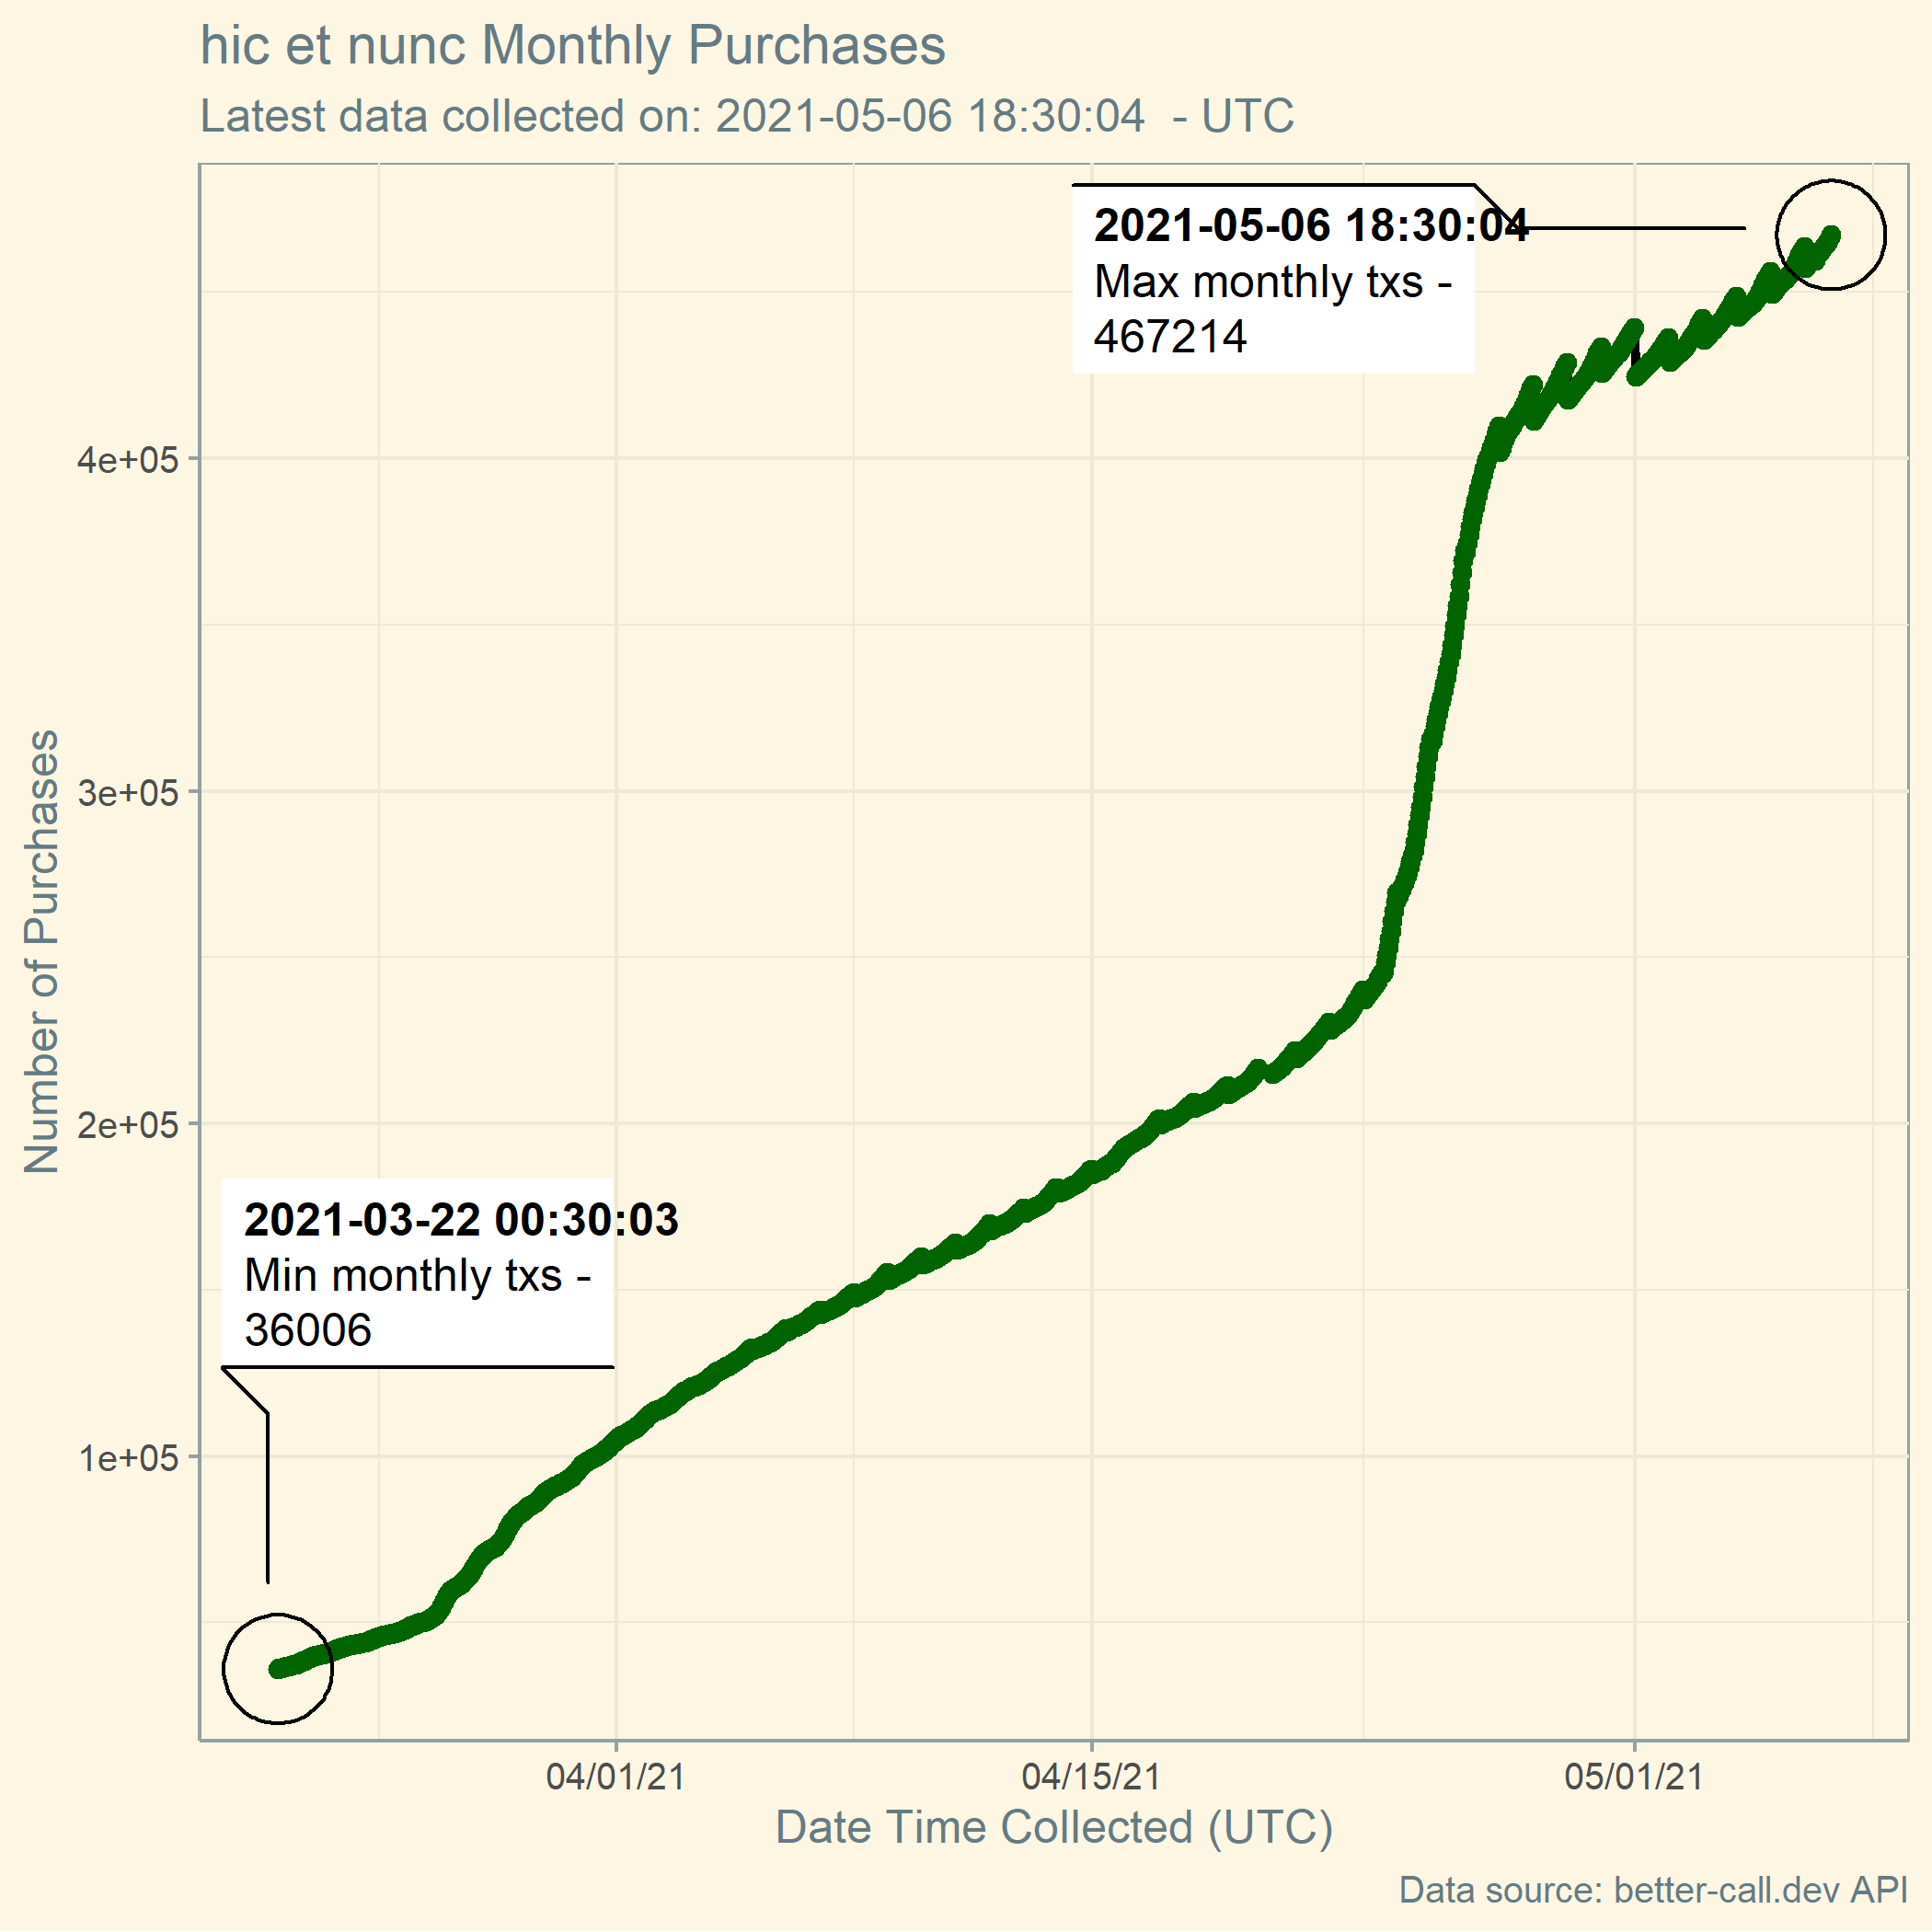 hic et nunc Monthly Purchases
Latest data collected on: 2021-05-06 18:30:04  - UTC
2021-05-06 18:30:04
Max monthly txs -
467214
4e+05
3e+05
2e+05
1e+05
Number of Purchases
2021-03-22 00:30:03
Min monthly txs -
36006
04/01/21
04/15/21
05/01/21
Date Time Collected (UTC)
Data source: better-call.dev API